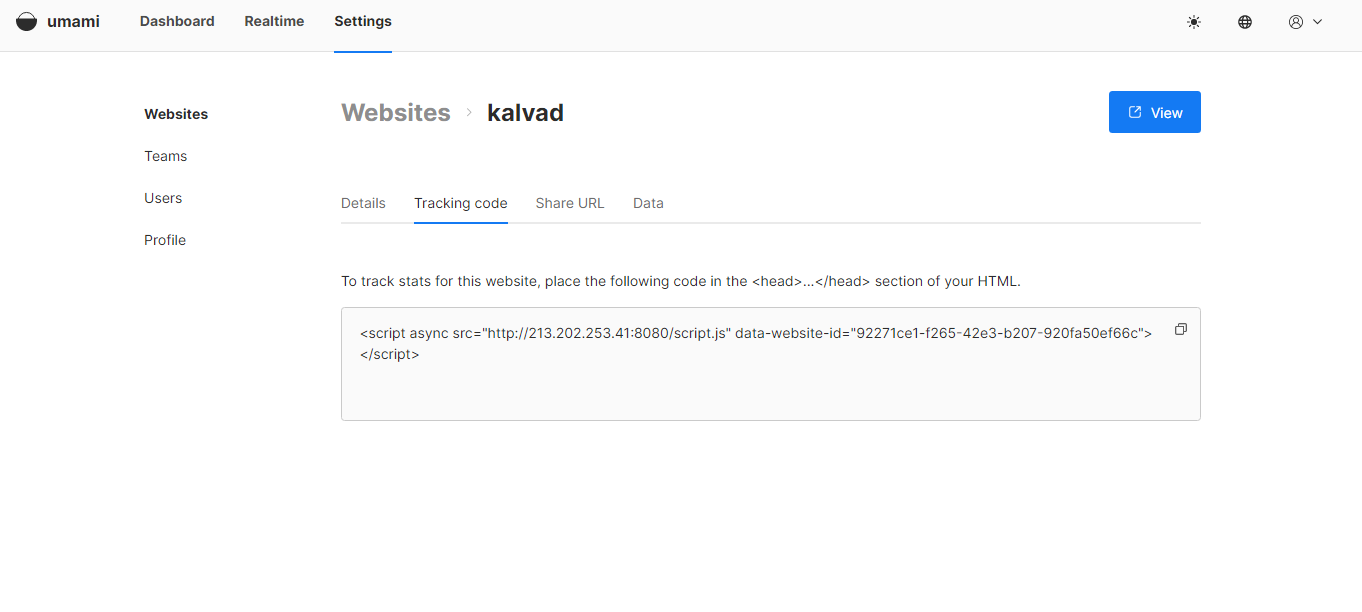 umami
Dashboard
Realtime
Settings
Websites
Teams
Users
Profile
Websites
kalvad
View
Details
Tracking code
Share URL
Data
To track stats for this website, place the following code in the <head>...</head> section of your HTML.
<script async src="http://213.202.253.41:8080/script.js" data-website-id="92271ce1-f265-42e3-b207-920fa50ef66c">
</script>